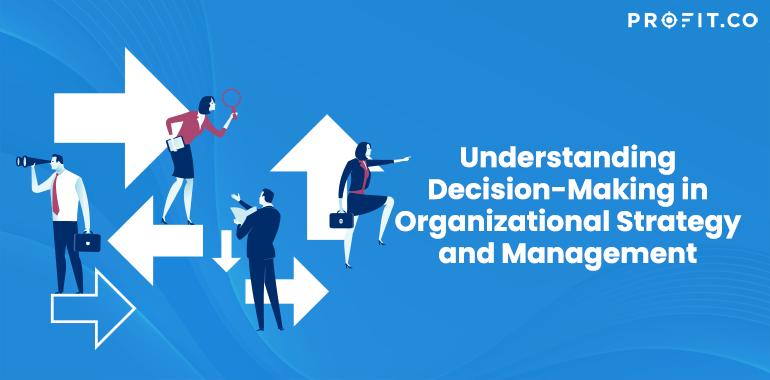 PROFIT.CO
Understanding
Decision-Making in
Organizational Strategy
and Management